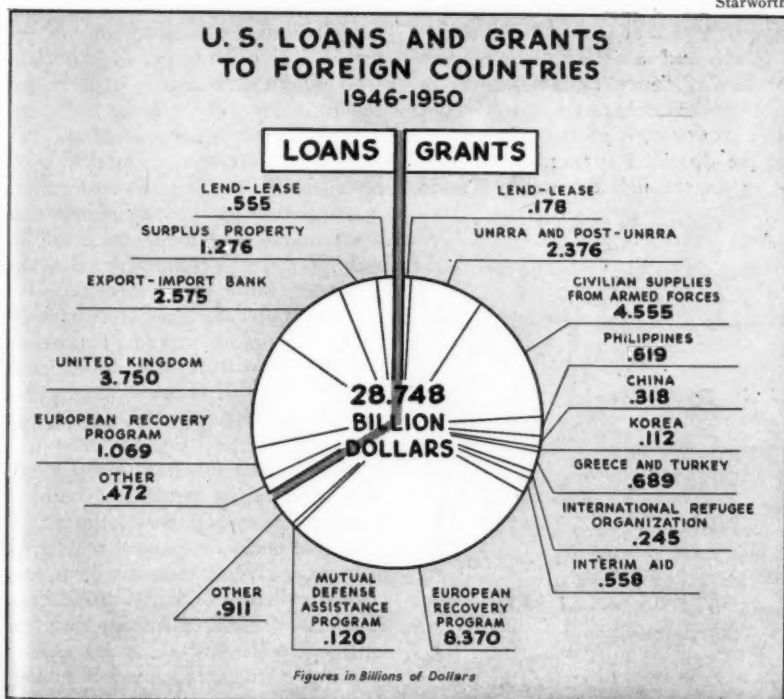 Starworth
U.S. LOANS AND GRANTS
TO FOREIGN COUNTRIES
1946-1950
LOANS
GRANTS
LEND-LEASE
.555
SURPLUS PROPERTY
1.276
EXPORT-IMPORT BANK
2.575
UNITED KINGDOM
3.750
EUROPEAN RECOVERY
PROGRAM
1.069
OTHER
.472
LEND-LEASE
.178
UNRRA AND POST-UNRRA
2.376
CIVILIAN SUPPLIES
FROM ARMED FORCES
4.555
PHILIPPINES
.619
CHINA
.318
KOREA
.112
GREECE AND TURKEY
.689
INTERNATIONAL REFUGEE
ORGANIZATION
.245
INTERIM AID
.558
28.748
BILLION
DOLLARS
OTHER
.911
MUTUAL
DEFENSE
ASSISTANCE
PROGRAM
.120
EUROPEAN
RECOVERY
PROGRAM
8.370
Figures in Billions of Dollars